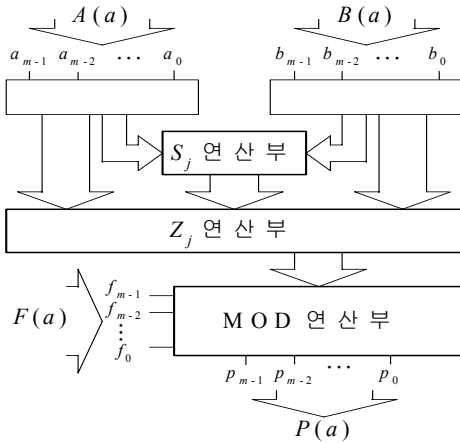 A(a) B(a)
a_{m-1} a_{m-2} ⋯ a_0 b_{m-1} b_{m-2} ⋯ b_0
S_j 연 산 부
Z_j 연 산 부
F(a)
f_{m-1}
f_{m-2}
⋮
f_0
M O D 연 산 부
p_{m-1} p_{m-2} ⋯ p_0
P(a)